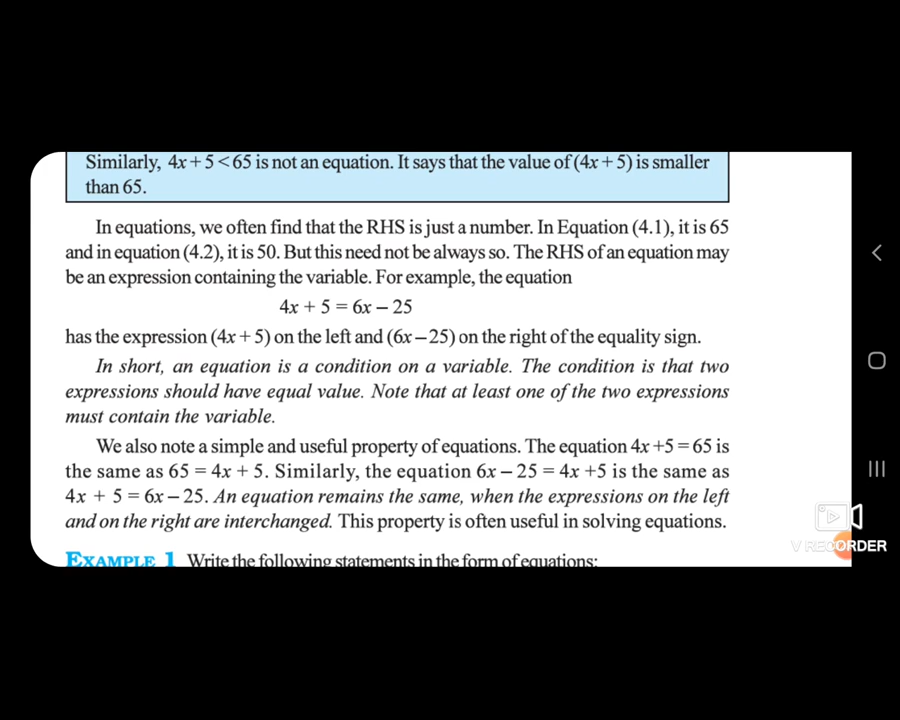 Similarly, 4x + 5 < 65 is not an equation. It says that the value of (4x + 5) is smaller
than 65.
In equations, we often find that the RHS is just a number. In Equation (4.1), it is 65
and in equation (4.2), it is 50. But this need not be always so. The RHS of an equation may
be an expression containing the variable. For example, the equation
4x + 5 = 6x – 25
has the expression (4x + 5) on the left and (6x – 25) on the right of the equality sign.
In short, an equation is a condition on a variable. The condition is that two
expressions should have equal value. Note that at least one of the two expressions
must contain the variable.
We also note a simple and useful property of equations. The equation 4x +5 = 65 is
the same as 65 = 4x + 5. Similarly, the equation 6x – 25 = 4x +5 is the same as
4x + 5 = 6x – 25. An equation remains the same, when the expressions on the left
and on the right are interchanged. This property is often useful in solving equations.
EXAMPLE 1 Write the following statements in the form of equations:
V RECORDER